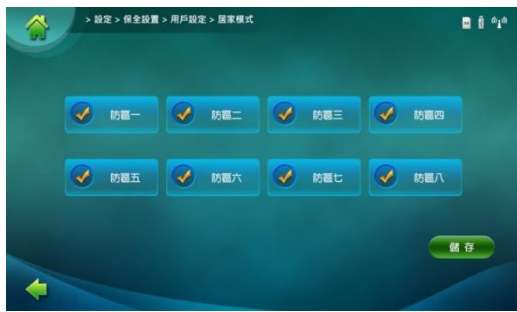 > 設定 > 保全設置 > 用戶設定 > 居家模式
防區一 防區二 防區三 防區四
防區五 防區六 防區七 防區八
儲存